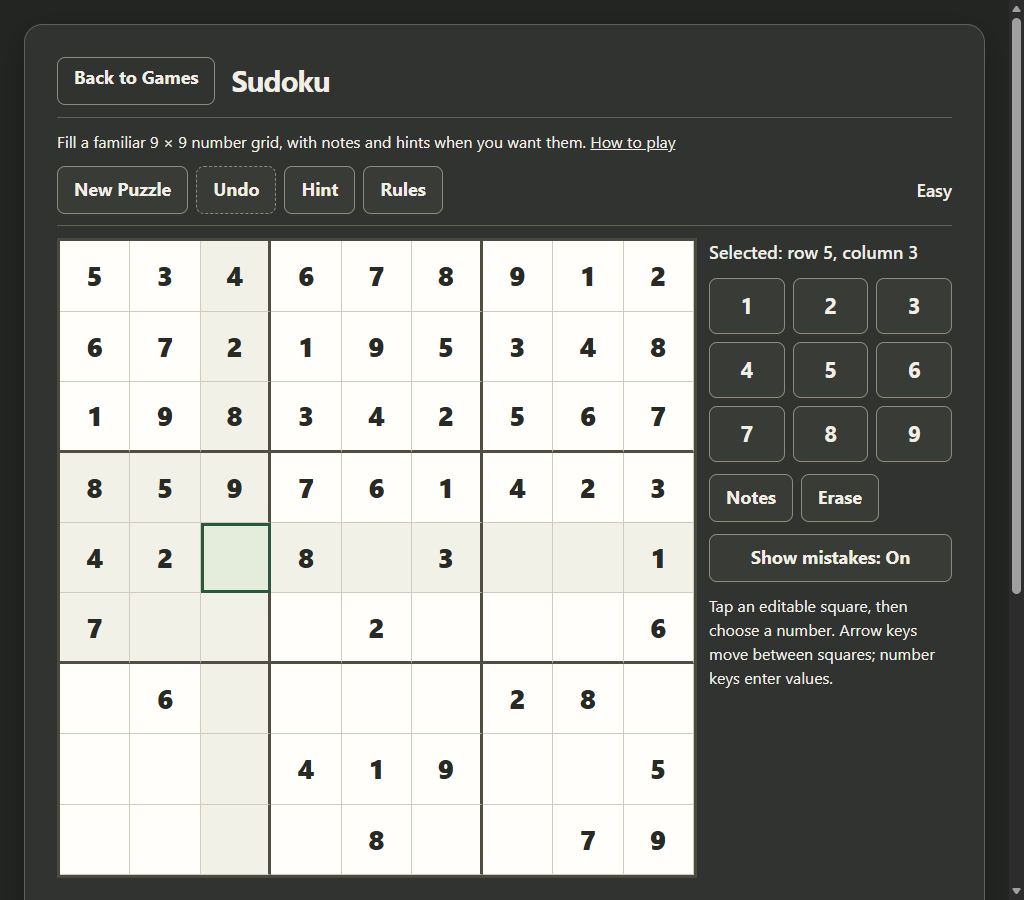 Back to Games Sudoku
Fill a familiar 9 × 9 number grid, with notes and hints when you want them. How to play
New Puzzle Undo Hint Rules Easy
5 3 4 6 7 8 9 1 2
6 7 2 1 9 5 3 4 8
1 9 8 3 4 2 5 6 7
8 5 9 7 6 1 4 2 3
4 2 8 3 1
7 2 6
6 2 8
4 1 9 5
8 7 9
Selected: row 5, column 3
1 2 3
4 5 6
7 8 9
Notes Erase
Show mistakes: On
Tap an editable square, then
choose a number. Arrow keys
move between squares; number
keys enter values.